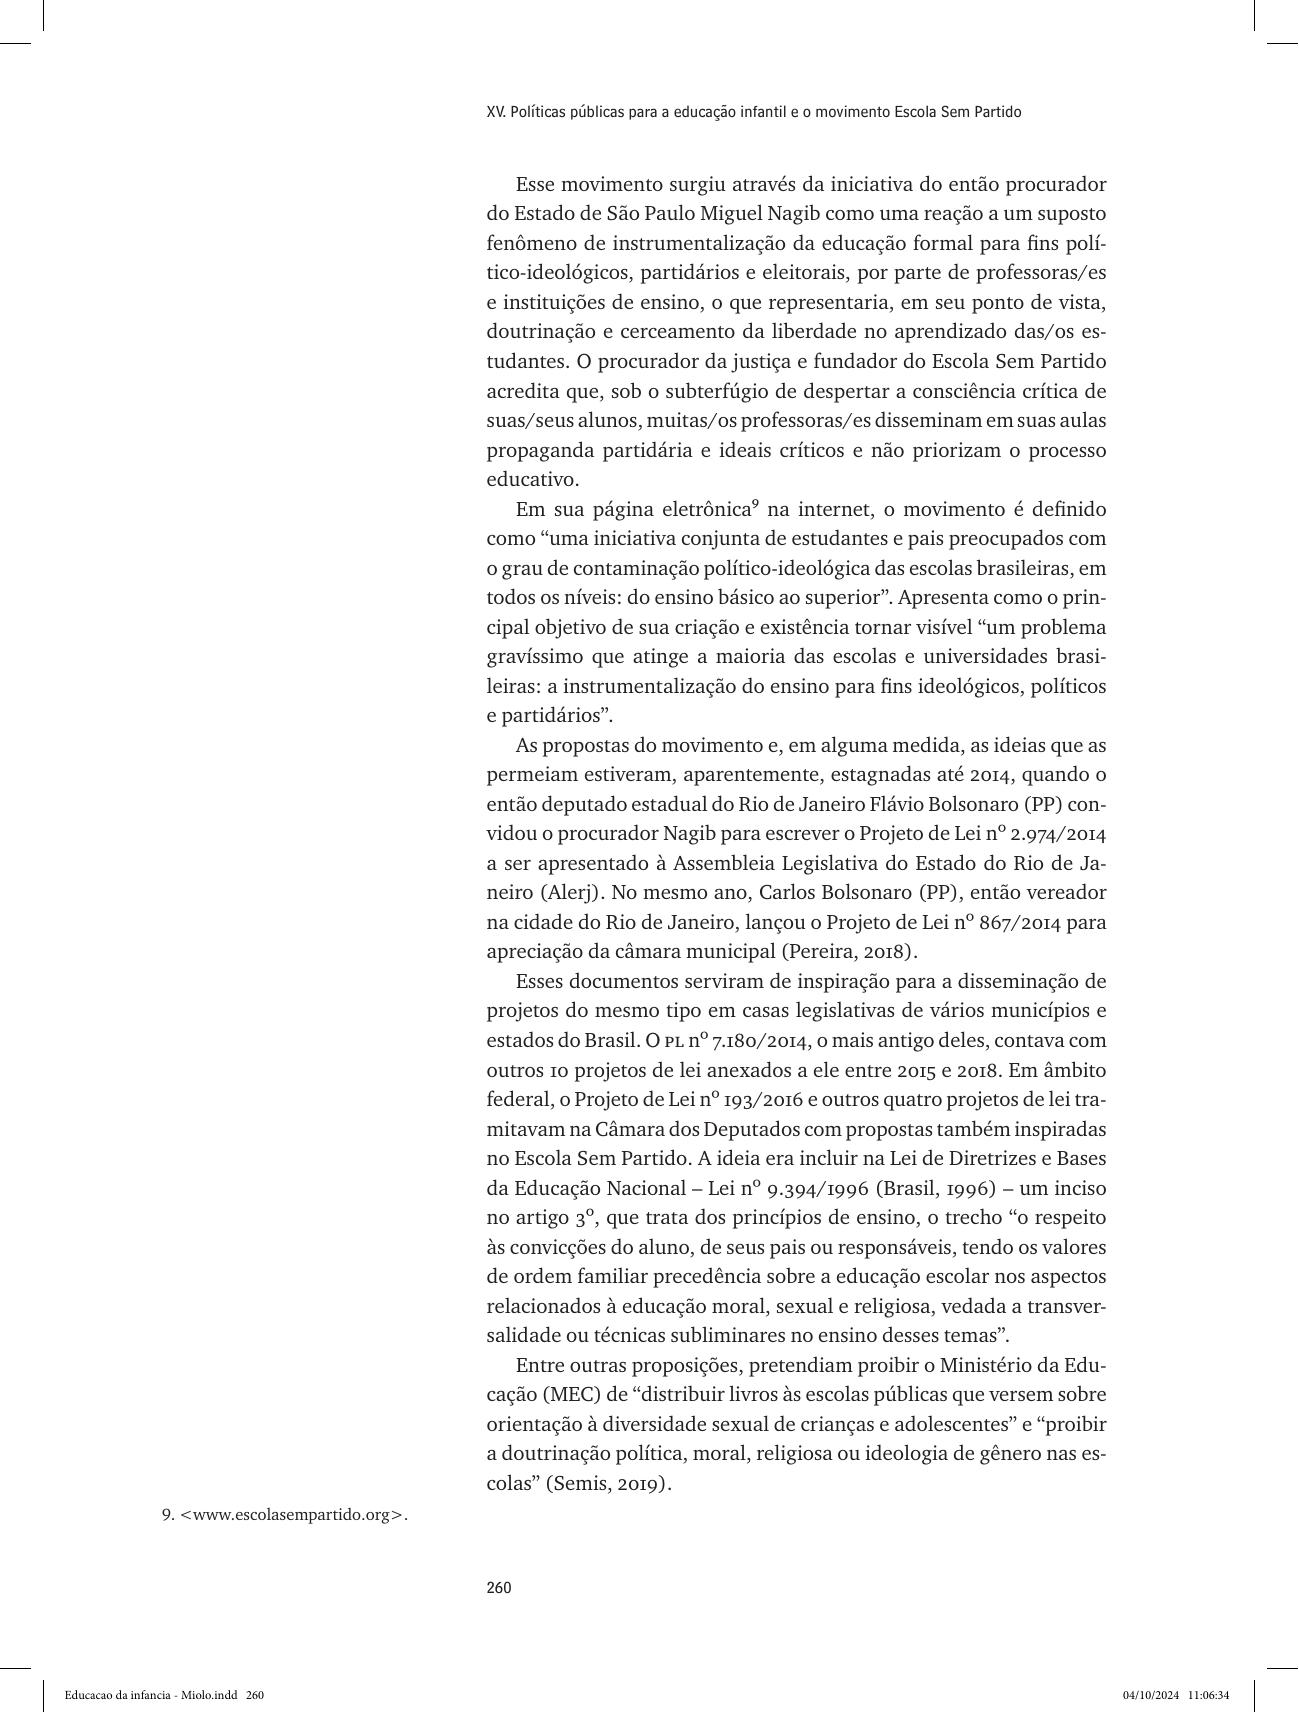 XV. Políticas públicas para a educação infantil e o movimento Escola Sem Partido
Esse movimento surgiu através da iniciativa do então procurador
do Estado de São Paulo Miguel Nagib como uma reação a um suposto
fenômeno de instrumentalização da educação formal para fins polí-
tico-ideológicos, partidários e eleitorais, por parte de professoras/es
e instituições de ensino, o que representaria, em seu ponto de vista,
doutrinação e cerceamento da liberdade no aprendizado das/os es-
tudantes. O procurador da justiça e fundador do Escola Sem Partido
acredita que, sob o subterfúgio de despertar a consciência crítica de
suas/seus alunos, muitas/os professoras/es disseminam em suas aulas
propaganda partidária e ideais críticos e não priorizam o processo
educativo.
Em sua página eletrônica⁹ na internet, o movimento é definido
como “uma iniciativa conjunta de estudantes e pais preocupados com
o grau de contaminação político-ideológica das escolas brasileiras, em
todos os níveis: do ensino básico ao superior”. Apresenta como o prin-
cipal objetivo de sua criação e existência tornar visível “um problema
gravíssimo que atinge a maioria das escolas e universidades brasi-
leiras: a instrumentalização do ensino para fins ideológicos, políticos
e partidários”.
As propostas do movimento e, em alguma medida, as ideias que as
permeiam estiveram, aparentemente, estagnadas até 2014, quando o
então deputado estadual do Rio de Janeiro Flávio Bolsonaro (PP) con-
vidou o procurador Nagib para escrever o Projeto de Lei nº 2.974/2014
a ser apresentado à Assembleia Legislativa do Estado do Rio de Ja-
neiro (Alerj). No mesmo ano, Carlos Bolsonaro (PP), então vereador
na cidade do Rio de Janeiro, lançou o Projeto de Lei nº 867/2014 para
apreciação da câmara municipal (Pereira, 2018).
Esses documentos serviram de inspiração para a disseminação de
projetos do mesmo tipo em casas legislativas de vários municípios e
estados do Brasil. O PL nº 7.180/2014, o mais antigo deles, contava com
outros 10 projetos de lei anexados a ele entre 2015 e 2018. Em âmbito
federal, o Projeto de Lei nº 193/2016 e outros quatro projetos de lei tra-
mitavam na Câmara dos Deputados com propostas também inspiradas
no Escola Sem Partido. A ideia era incluir na Lei de Diretrizes e Bases
da Educação Nacional – Lei nº 9.394/1996 (Brasil, 1996) – um inciso
no artigo 3º, que trata dos princípios de ensino, o trecho “o respeito
às convicções do aluno, de seus pais ou responsáveis, tendo os valores
de ordem familiar precedência sobre a educação escolar nos aspectos
relacionados à educação moral, sexual e religiosa, vedada a transver-
salidade ou técnicas subliminares no ensino desses temas”.
Entre outras proposições, pretendiam proibir o Ministério da Edu-
cação (MEC) de “distribuir livros às escolas públicas que versem sobre
orientação à diversidade sexual de crianças e adolescentes” e “proibir
a doutrinação política, moral, religiosa ou ideologia de gênero nas es-
colas” (Semis, 2019).
9. <www.escolasempartido.org>.
260
Educacao da infancia - Miolo.indd 260
04/10/2024 11:06:34